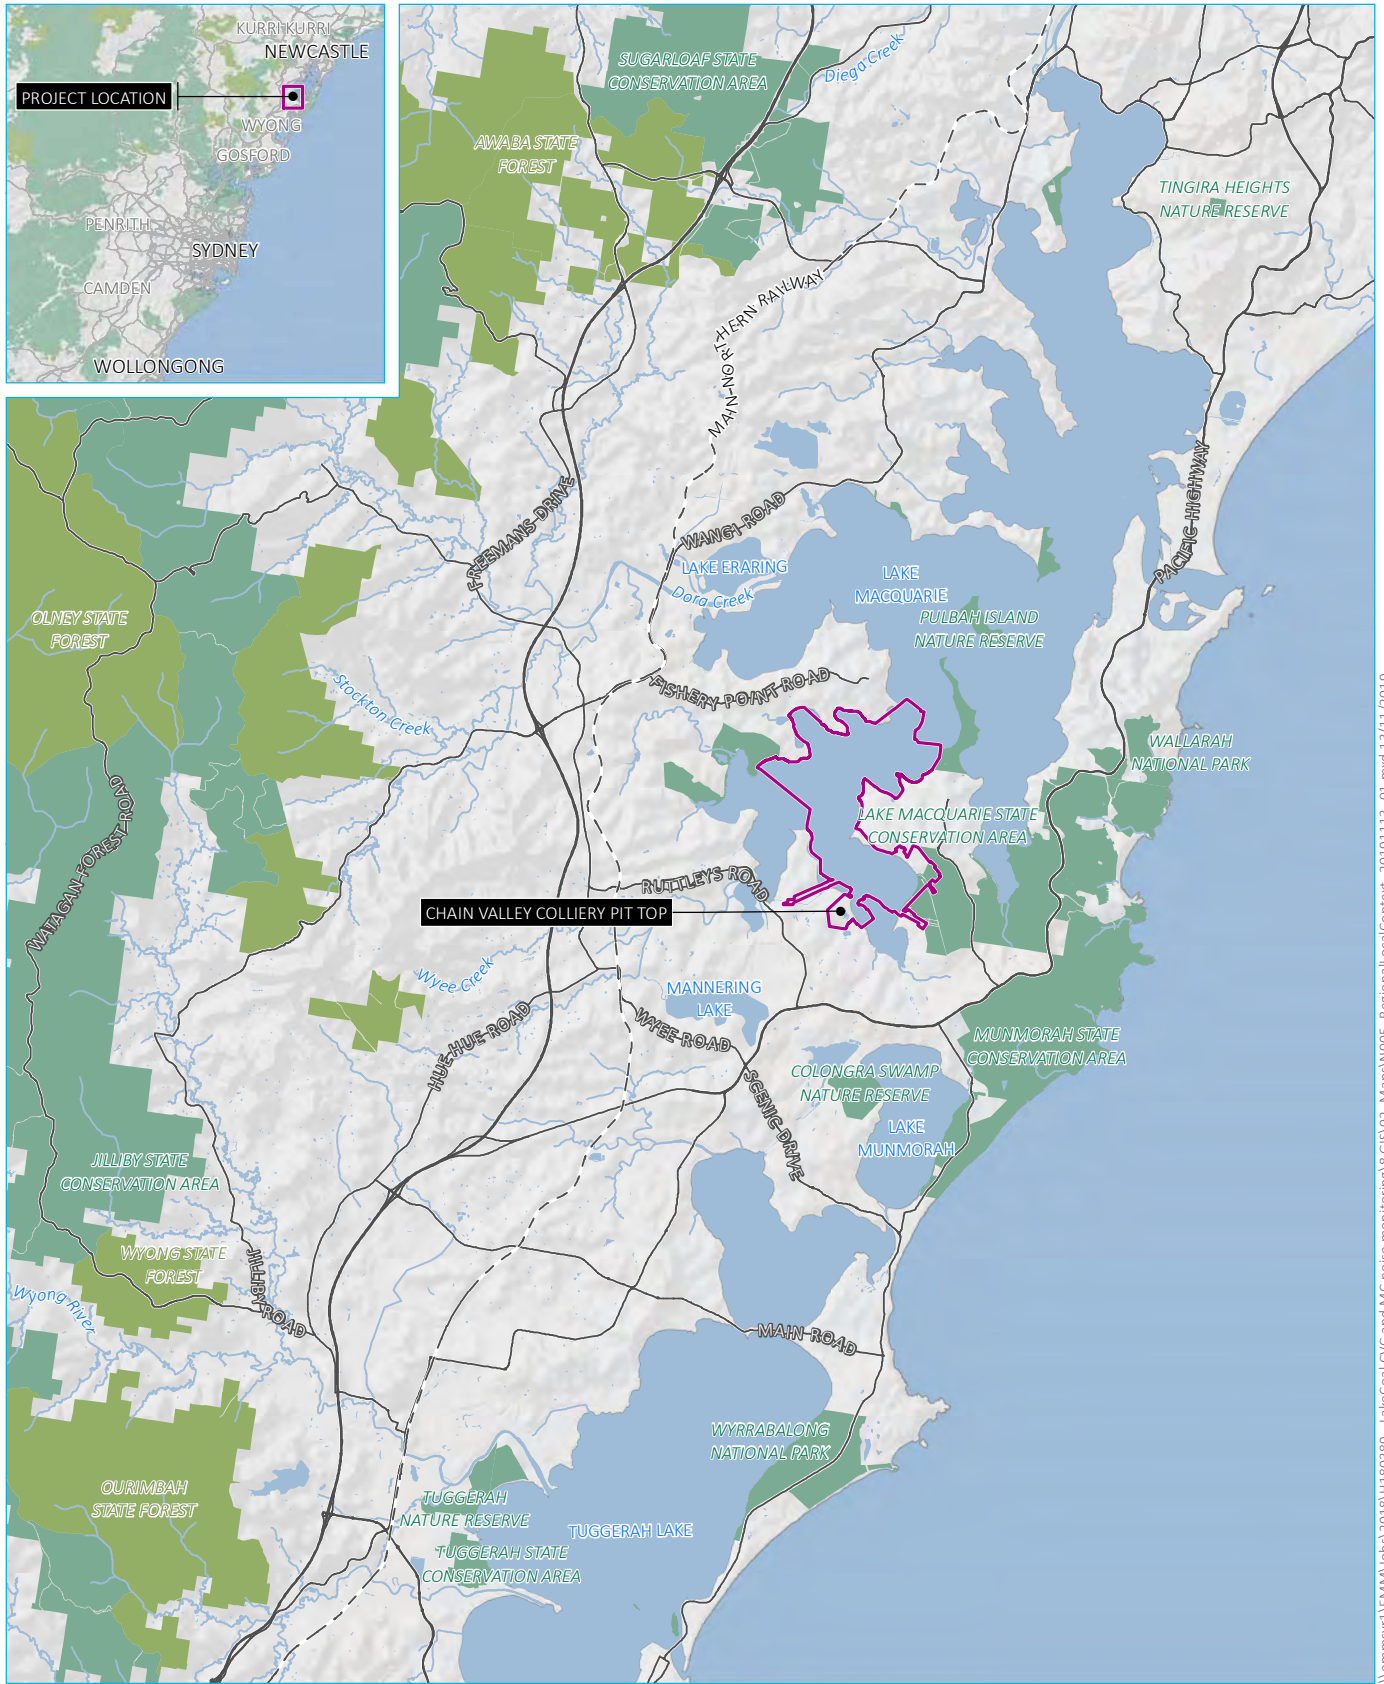 KURRI KURRI
NEWCASTLE
PROJECT LOCATION
WYONG
GOSFORD
PENRITH
SYDNEY
CAMDEN
WOLLONGONG
SUGARLOAF STATE
CONSERVATION AREA
Diega Creek
AWABA STATE
FOREST
TINGIRA HEIGHTS
NATURE RESERVE
MAIN NORTHERN RAILWAY
PACIFIC HIGHWAY
FREEMANS DRIVE
WANGI ROAD
LAKE ERARING
Dora Creek
LAKE
MACQUARIE
PULBAH ISLAND
NATURE RESERVE
OLNEY STATE
FOREST
FISHERY POINT ROAD
Stockton Creek
WALLARAH
NATIONAL PARK
WATAGAN FOREST ROAD
LAKE MACQUARIE STATE
CONSERVATION AREA
RUTTLEYS ROAD
CHAIN VALLEY COLLIERY PIT TOP
Wyee Creek
MANNERING
LAKE
HUE HUE ROAD
WYEE ROAD
MUNMORAH STATE
CONSERVATION AREA
COLONGRA SWAMP
NATURE RESERVE
SCENIC DRIVE
LAKE
MUNMORAH
JILLIBY STATE
CONSERVATION AREA
WYONG STATE
FOREST
JILLIBY ROAD
Wyong River
MAIN ROAD
WYRRABALONG
NATIONAL PARK
OURIMBAH
STATE FOREST
TUGGERAH
NATURE RESERVE
TUGGERAH LAKE
TUGGERAH STATE
CONSERVATION AREA